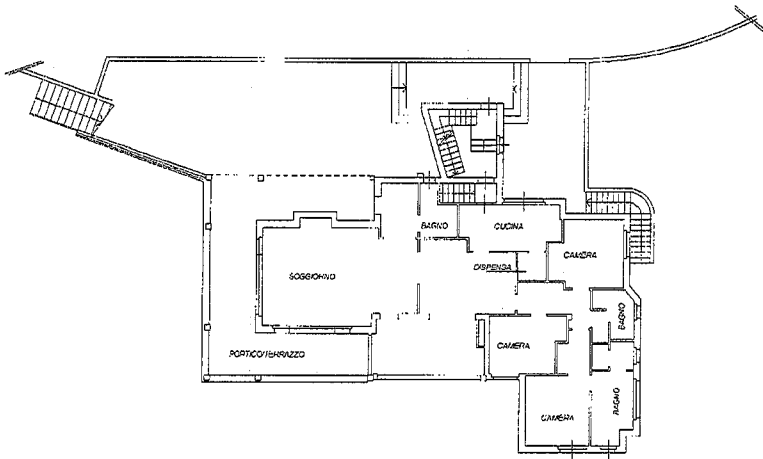 BAGNO
CUCINA
CAMERA
DISPENSA
SOGGIORNO
BAGNO
CAMERA
PORTICO/TERRAZZO
BAGNO
CAMERA